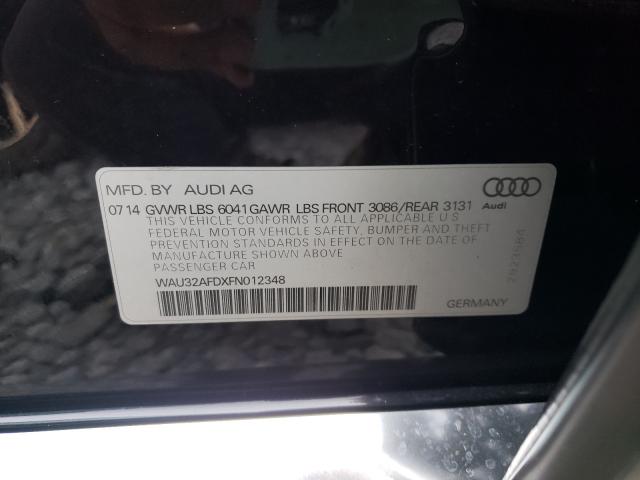 MFD. BY AUDI AG
Audi
07 14 GVWR LBS 6041 GAWR LBS FRONT 3086/REAR 3131
THIS VEHICLE CONFORMS TO ALL APPLICABLE U S
FEDERAL MOTOR VEHICLE SAFETY, BUMPER AND THEFT
PREVENTION STANDARDS IN EFFECT ON THE DATE OF
MANUFACTURE SHOWN ABOVE
PASSENGER CAR
WAU32AFDXFN012348
GERMANY